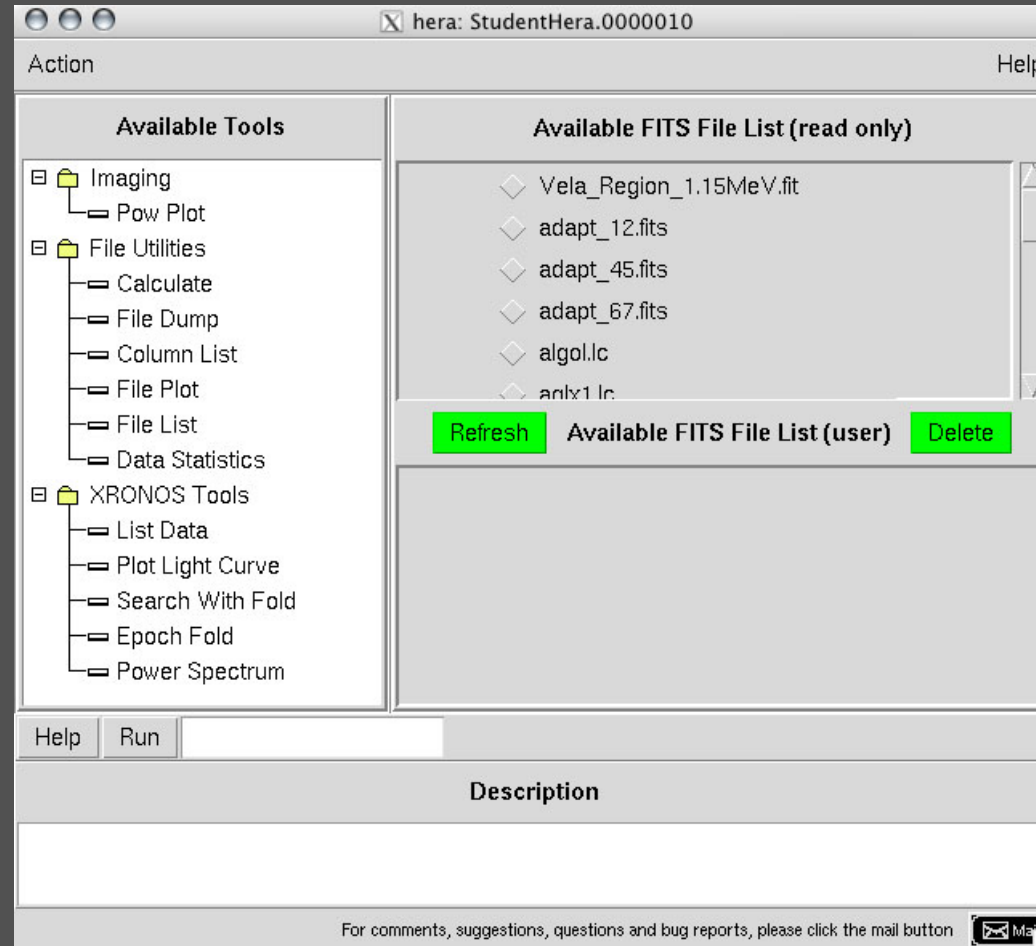 hera: StudentHera.0000010
Action
Available Tools
Imaging
Pow Plot
File Utilities
Calculate
File Dump
Column List
File Plot
File List
Data Statistics
XRONOS Tools
List Data
Plot Light Curve
Search With Fold
Epoch Fold
Power Spectrum
Available FITS File List (read only)
Vela_Region_1.15MeV.fit
adapt_12.fits
adapt_45.fits
adapt_67.fits
algol.lc
Refresh Available FITS File List (user) Delete
Help Run
Description
For comments, suggestions, questions and bug reports, please click the mail button